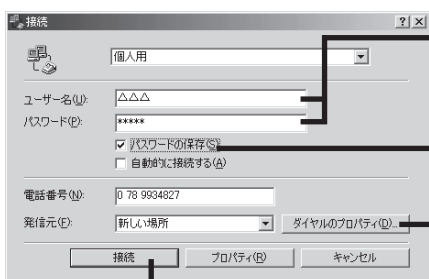 接続
個人用
ユーザー名(U): △△△
パスワード(P): *****
パスワードの保存(S)
自動的に接続する(A)
電話番号(N): 0 78 9934827
発信元(F): 新しい場所 ダイヤルのプロパティ(D)...
接続 プロパティ(R) キャンセル